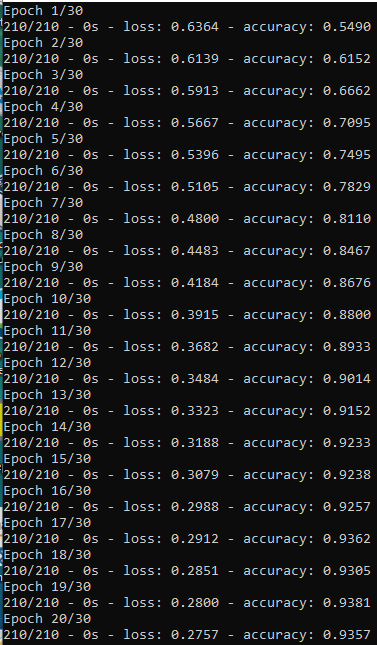 Epoch 1/30
210/210 - 0s - loss: 0.6364 - accuracy: 0.5490
Epoch 2/30
210/210 - 0s - loss: 0.6139 - accuracy: 0.6152
Epoch 3/30
210/210 - 0s - loss: 0.5913 - accuracy: 0.6662
Epoch 4/30
210/210 - 0s - loss: 0.5667 - accuracy: 0.7095
Epoch 5/30
210/210 - 0s - loss: 0.5396 - accuracy: 0.7495
Epoch 6/30
210/210 - 0s - loss: 0.5105 - accuracy: 0.7829
Epoch 7/30
210/210 - 0s - loss: 0.4800 - accuracy: 0.8110
Epoch 8/30
210/210 - 0s - loss: 0.4483 - accuracy: 0.8467
Epoch 9/30
210/210 - 0s - loss: 0.4184 - accuracy: 0.8676
Epoch 10/30
210/210 - 0s - loss: 0.3915 - accuracy: 0.8800
Epoch 11/30
210/210 - 0s - loss: 0.3682 - accuracy: 0.8933
Epoch 12/30
210/210 - 0s - loss: 0.3484 - accuracy: 0.9014
Epoch 13/30
210/210 - 0s - loss: 0.3323 - accuracy: 0.9152
Epoch 14/30
210/210 - 0s - loss: 0.3188 - accuracy: 0.9233
Epoch 15/30
210/210 - 0s - loss: 0.3079 - accuracy: 0.9238
Epoch 16/30
210/210 - 0s - loss: 0.2988 - accuracy: 0.9257
Epoch 17/30
210/210 - 0s - loss: 0.2912 - accuracy: 0.9362
Epoch 18/30
210/210 - 0s - loss: 0.2851 - accuracy: 0.9305
Epoch 19/30
210/210 - 0s - loss: 0.2800 - accuracy: 0.9381
Epoch 20/30
210/210 - 0s - loss: 0.2757 - accuracy: 0.9357